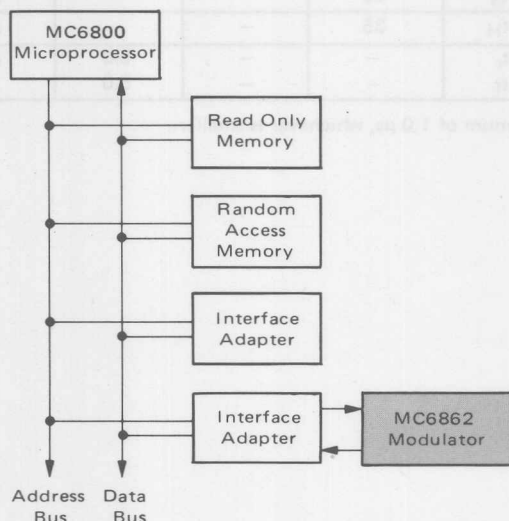 MC6800
Microprocessor
Read Only
Memory
Random
Access
Memory
Interface
Adapter
Interface
Adapter
MC6862
Modulator
Address
Bus
Data
Bus